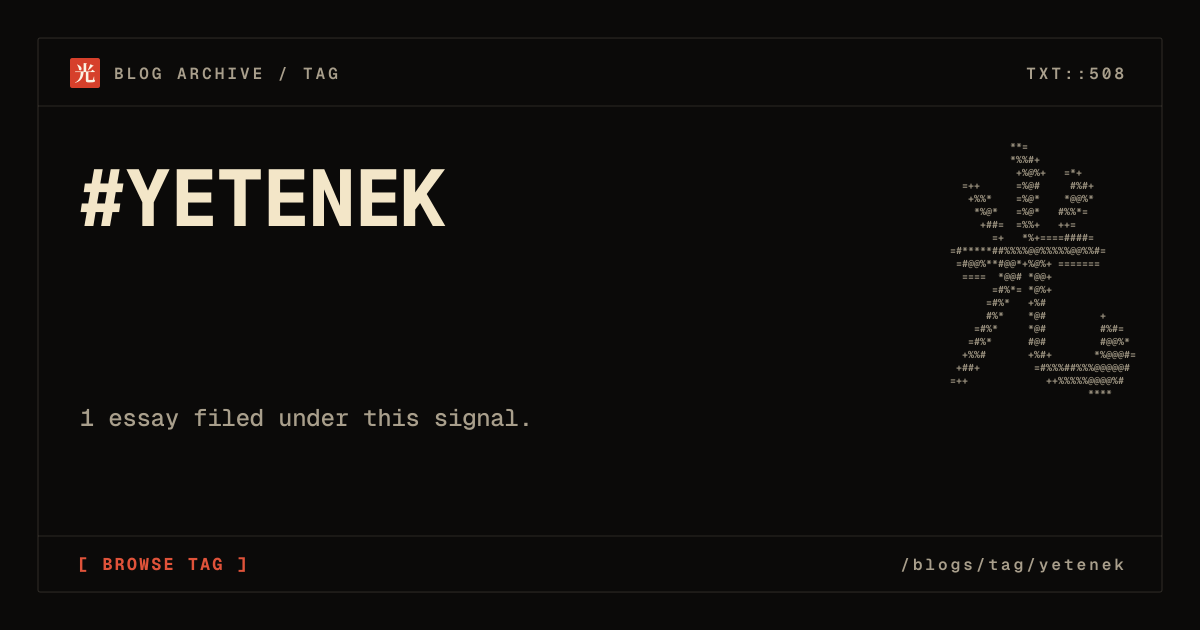 光 BLOG ARCHIVE / TAG
TXT::508
#YETENEK
1 essay filed under this signal.
[ BROWSE TAG ]
/blogs/tag/yetenek